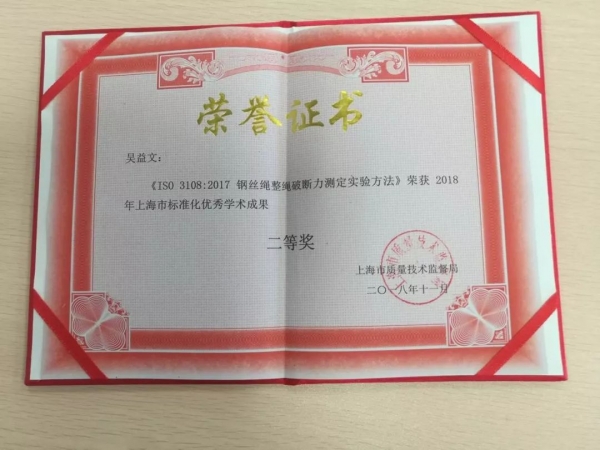 荣誉证书
吴益文：
《ISO 3108:2017 钢丝绳整绳破断力测定实验方法》荣获 2018
年上海市标准化优秀学术成果
二等奖
上海市质量技术监督局
二〇一八年十一月